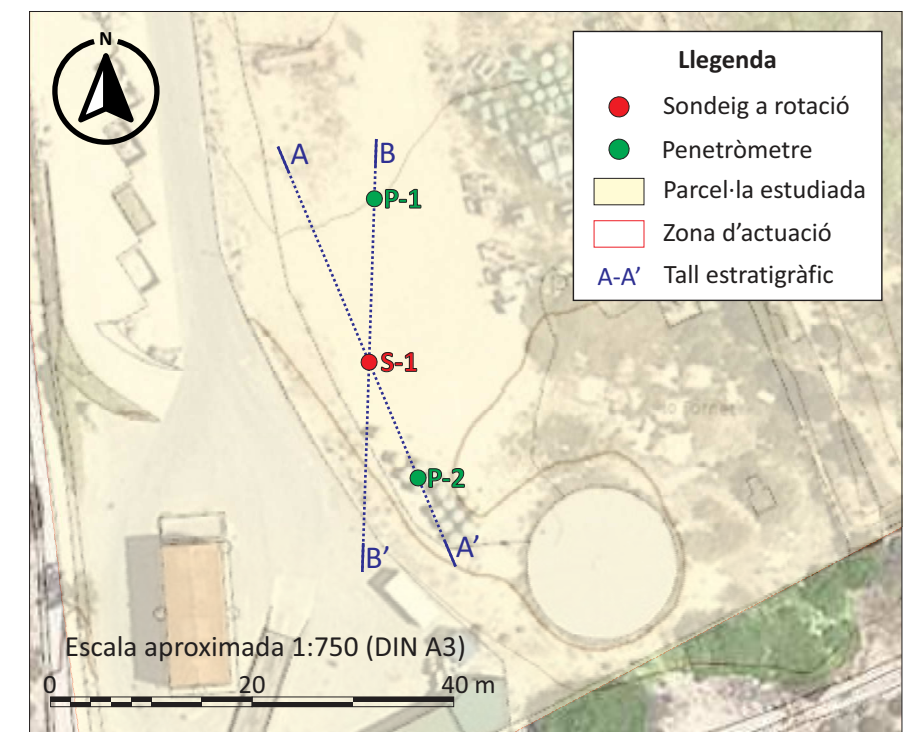 N
Llegenda
Sondeig a rotació
Penetròmetre
Parcel·la estudiada
Zona d'actuació
A-A' Tall estratigràfic
A
B
P-1
S-1
P-2
B'
A'
Escala aproximada 1:750 (DIN A3)
0 20 40 m